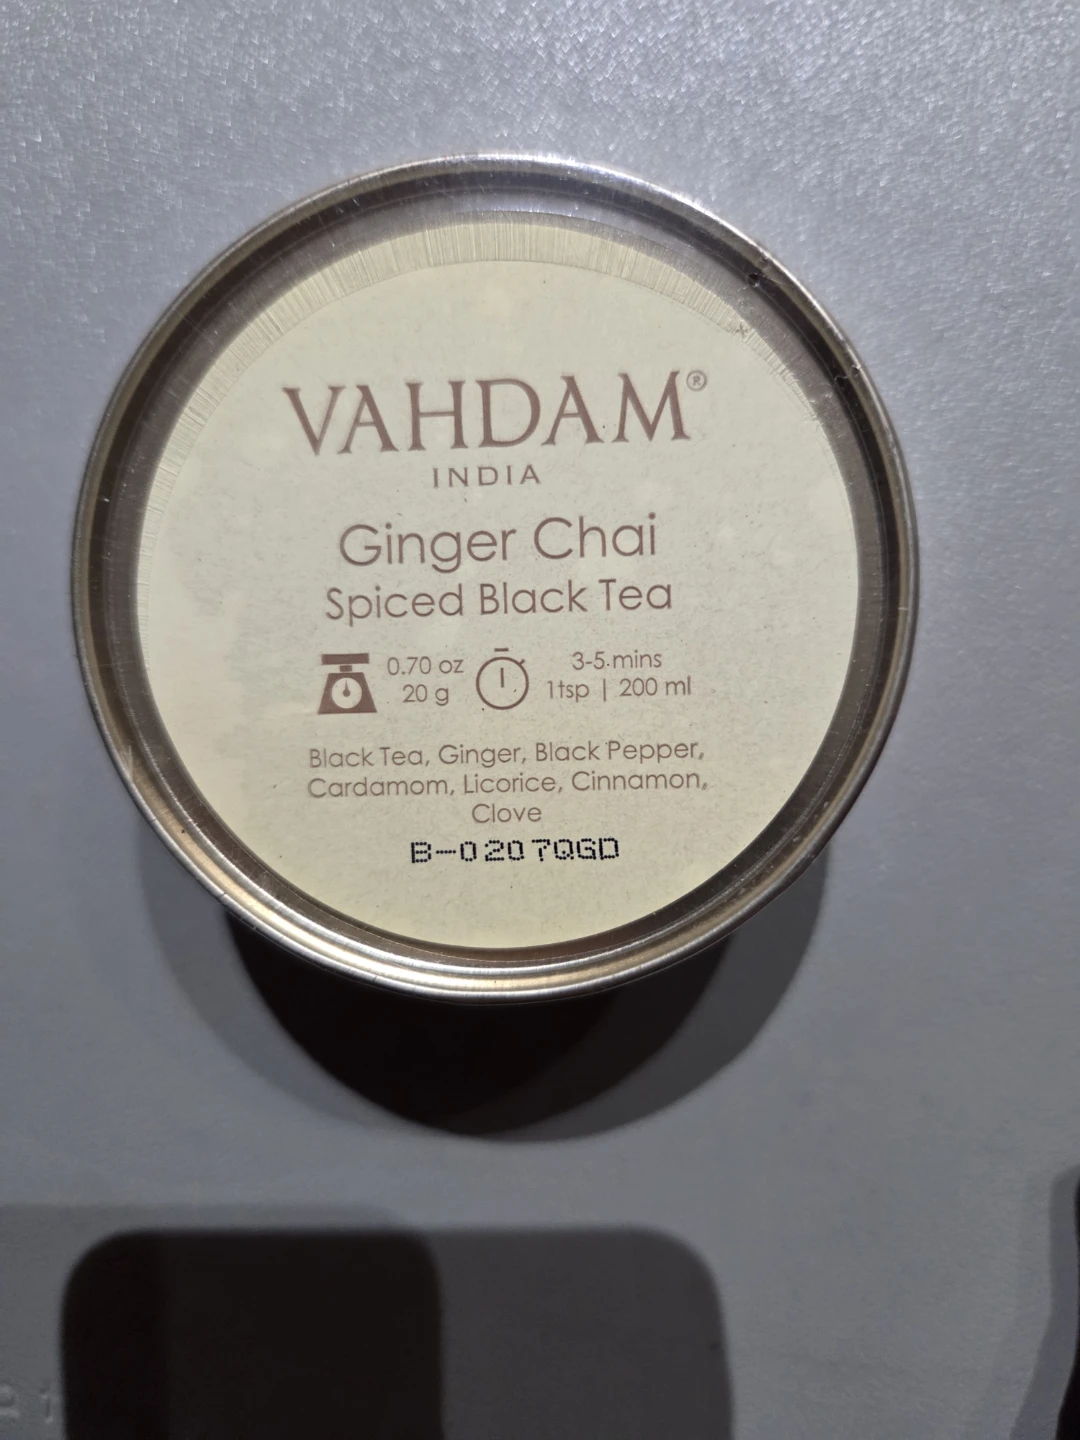 VAHDAM®
INDIA
Ginger Chai
Spiced Black Tea
0.70 oz
20 g
3-5 mins
1tsp | 200 ml
Black Tea, Ginger, Black Pepper,
Cardamom, Licorice, Cinnamon,
Clove
B-0207QGD